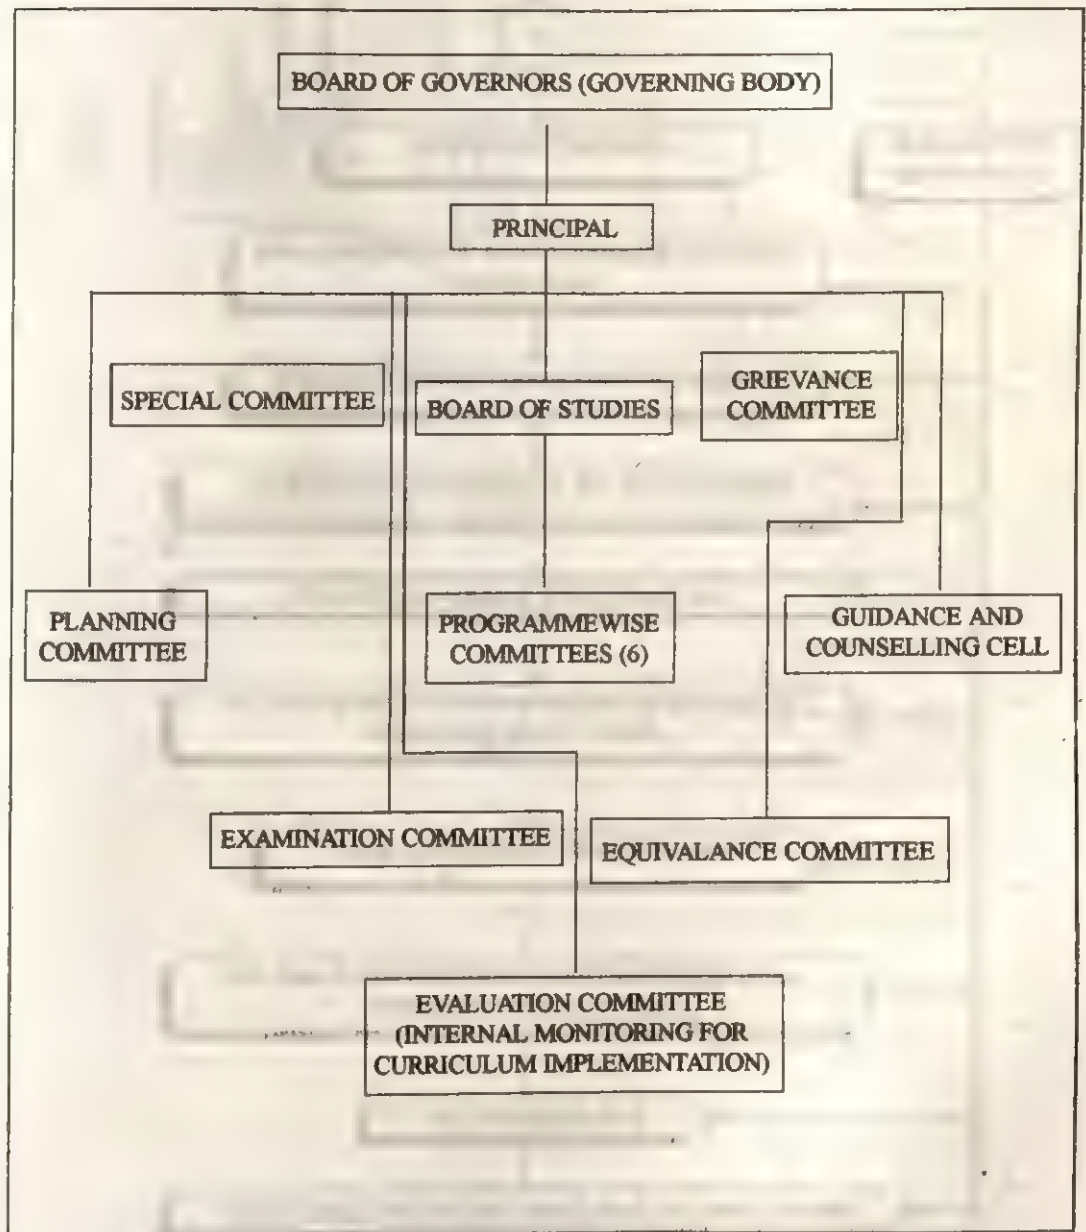 BOARD OF GOVERNORS (GOVERNING BODY)
PRINCIPAL
SPECIAL COMMITTEE
BOARD OF STUDIES
GRIEVANCE
COMMITTEE
PLANNING
COMMITTEE
PROGRAMMEWISE
COMMITTEES (6)
GUIDANCE AND
COUNSELLING CELL
EXAMINATION COMMITTEE
EQUIVALANCE COMMITTEE
EVALUATION COMMITTEE
(INTERNAL MONITORING FOR
CURRICULUM IMPLEMENTATION)